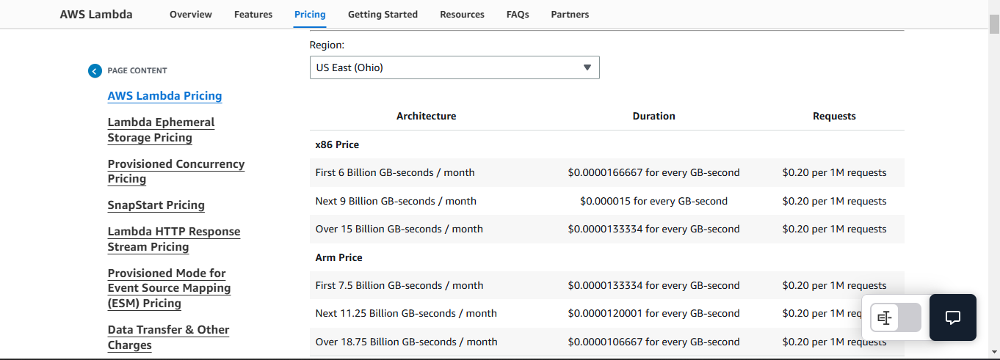 AWS Lambda Overview Features Pricing Getting Started Resources FAQs Partners
PAGE CONTENT
AWS Lambda Pricing
Lambda Ephemeral
Storage Pricing
Provisioned Concurrency
Pricing
SnapStart Pricing
Lambda HTTP Response
Stream Pricing
Provisioned Mode for
Event Source Mapping
(ESM) Pricing
Data Transfer & Other
Charges
Region:
US East (Ohio)
Architecture Duration Requests
x86 Price
First 6 Billion GB-seconds / month $0.0000166667 for every GB-second $0.20 per 1M requests
Next 9 Billion GB-seconds / month $0.000015 for every GB-second $0.20 per 1M requests
Over 15 Billion GB-seconds / month $0.0000133334 for every GB-second $0.20 per 1M requests
Arm Price
First 7.5 Billion GB-seconds / month $0.0000133334 for every GB-second $0.20 per 1M requests
Next 11.25 Billion GB-seconds / month $0.0000120001 for every GB-second $0.20 per 1M req
Over 18.75 Billion GB-seconds / month $0.0000106667 for every GB-second $0.20 per 1M requests